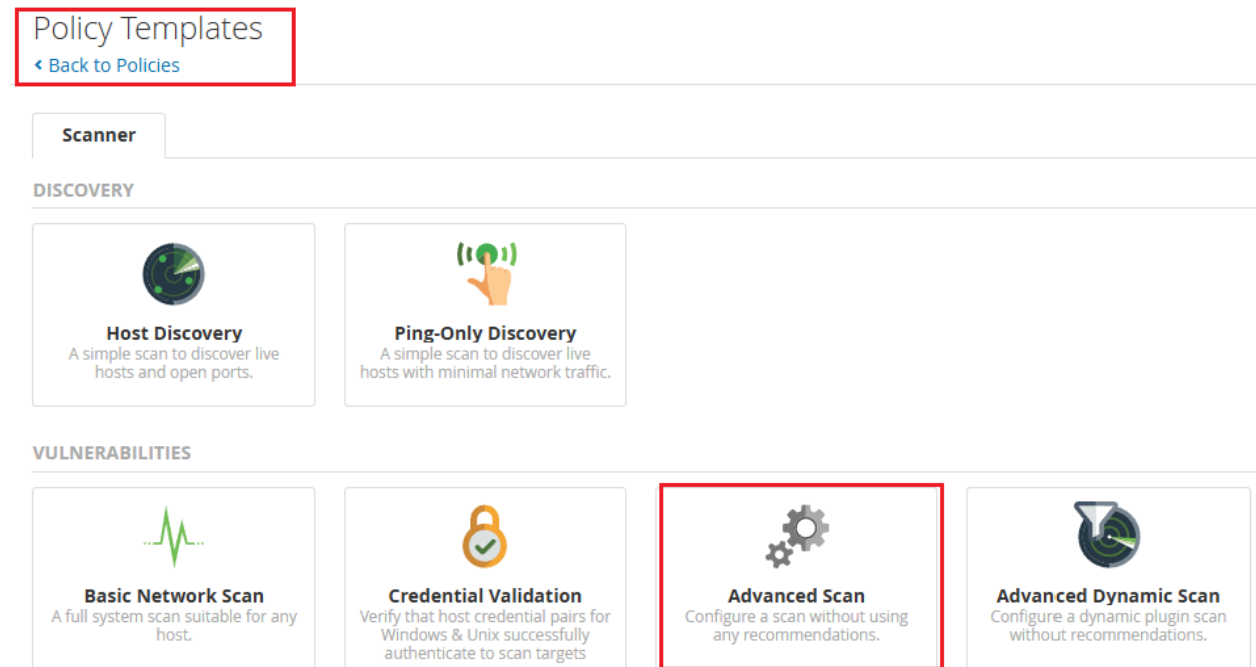 Policy Templates
‹ Back to Policies
Scanner
DISCOVERY
Host Discovery
A simple scan to discover live
hosts and open ports.
Ping-Only Discovery
A simple scan to discover live
hosts with minimal network traffic.
VULNERABILITIES
Basic Network Scan
A full system scan suitable for any
host.
Credential Validation
Verify that host credential pairs for
Windows & Unix successfully
authenticate to scan targets
Advanced Scan
Configure a scan without using
any recommendations.
Advanced Dynamic Scan
Configure a dynamic plugin scan
without recommendations.